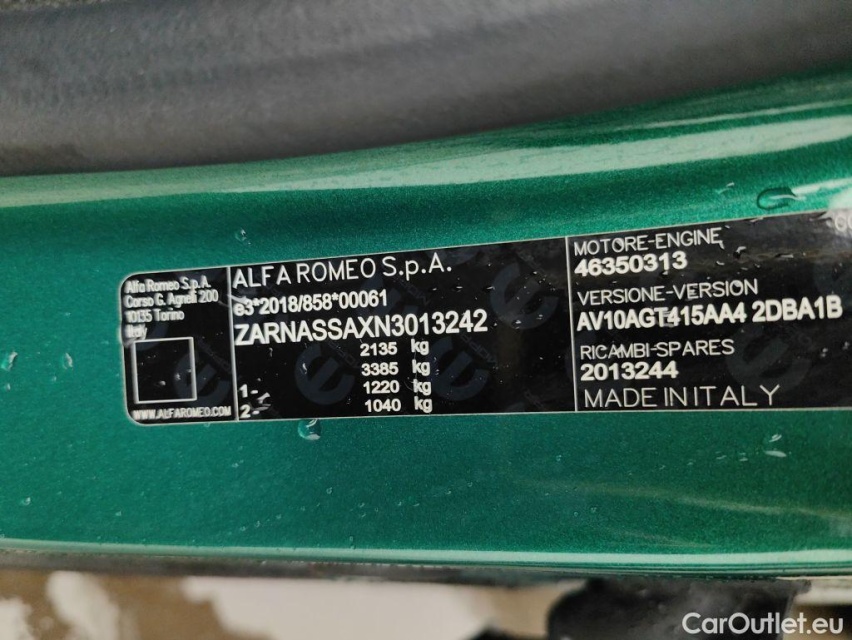 Alfa Romeo S.p.A.
Corso G. Agnelli 200
10135 Torino
Italy
WWW.ALFAROMEO.COM
ALFA ROMEO S.p.A.
e3*2018/858*00061
ZARNASSAXN3013242
2135 kg
3385 kg
1- 1220 kg
2- 1040 kg
MOTORE-ENGINE
46350313
VERSIONE-VERSION
AV10AGT415AA4 2DBA1B
RICAMBI-SPARES
2013244
MADE IN ITALY
CarOutlet.eu